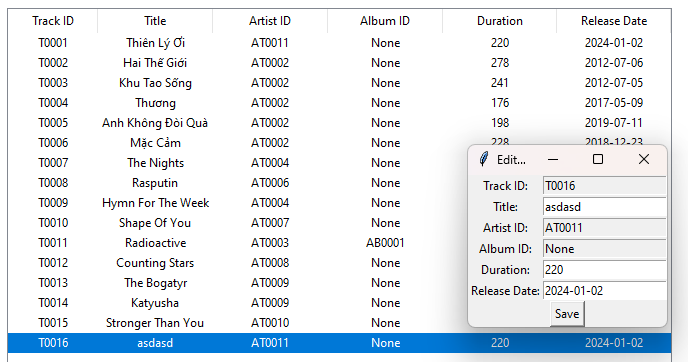 Track ID Title Artist ID Album ID Duration Release Date
T0001 Thiên Lý Ơi AT0011 None 220 2024-01-02
T0002 Hai Thế Giới AT0002 None 278 2012-07-06
T0003 Khu Tao Sống AT0002 None 241 2012-07-05
T0004 Thương AT0002 None 176 2017-05-09
T0005 Anh Không Đòi Quà AT0002 None 198 2019-07-11
T0006 Mặc Cảm AT0002 None 228 2018-12-23
T0007 The Nights AT0004 None
T0008 Rasputin AT0006 None
T0009 Hymn For The Week AT0004 None
T0010 Shape Of You AT0007 None
T0011 Radioactive AT0003 AB0001
T0012 Counting Stars AT0008 None
T0013 The Bogatyr AT0009 None
T0014 Katyusha AT0009 None
T0015 Stronger Than You AT0010 None
T0016 asdasd AT0011 None 220 2024-01-02
Edit...
Track ID: T0016
Title: asdasd
Artist ID: AT0011
Album ID: None
Duration: 220
Release Date: 2024-01-02
Save